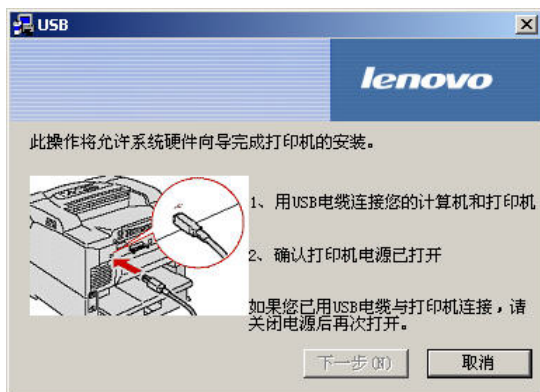 USB
lenovo
此操作将允许系统硬件向导完成打印机的安装。
1、用USB电缆连接您的计算机和打印机
2、确认打印机电源已打开
如果您已用USB电缆与打印机连接，请
关闭电源后再次打开。
下一步(N)
取消